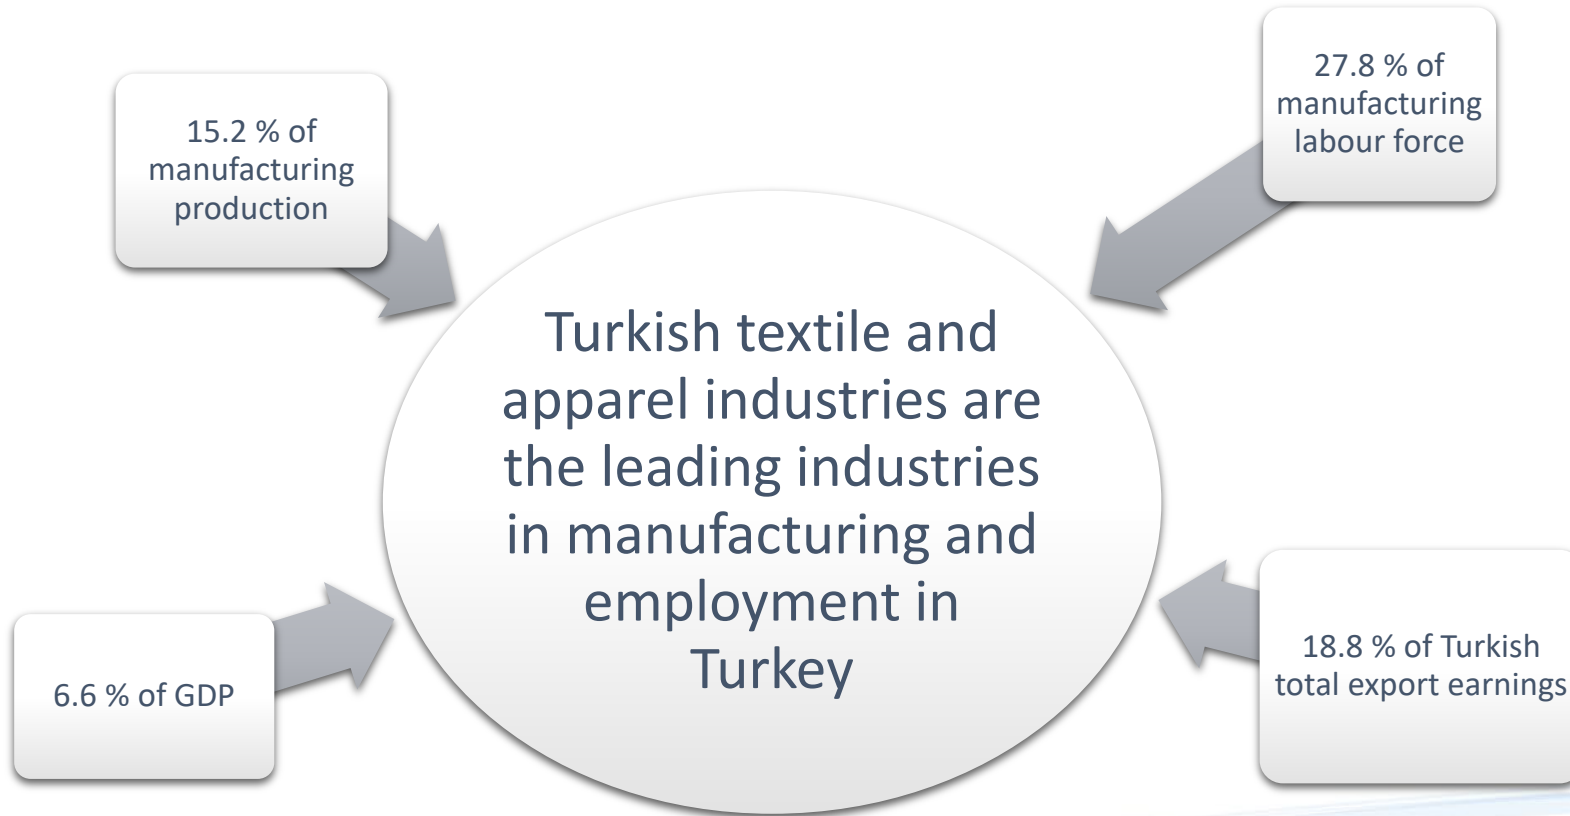 15.2 % of
manufacturing
production
27.8 % of
manufacturing
labour force
Turkish textile and
apparel industries are
the leading industries
in manufacturing and
employment in
Turkey
6.6 % of GDP
18.8 % of Turkish
total export earnings